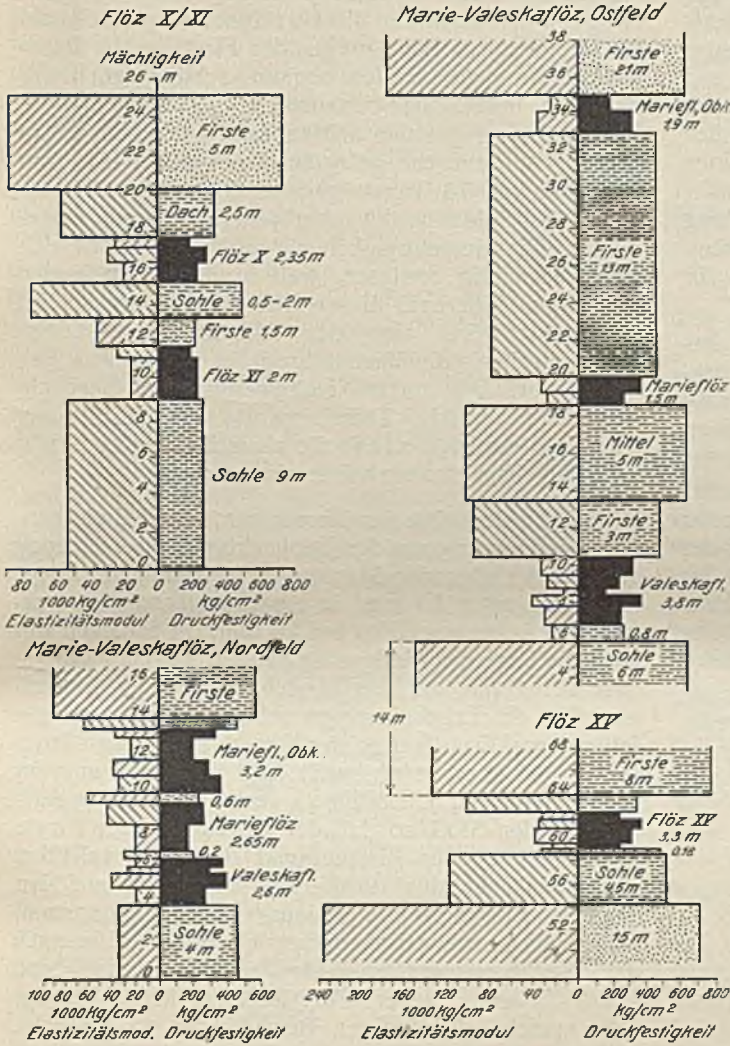 Flöz X/XI
Mächtigkeit
26 m
24
22
20
18
16
14
12
10
8
6
4
2
0
Firste
5m
Dach 2,5m
Flöz X 2,35m
Sohle 0,5-2m
Firste 1,5m
Flöz XI 2m
Sohle 9m
80 60 40 20 0 200 400 600 800
1000kg/cm² kg/cm²
Elastizitätsmodul Druckfestigkeit
Marie-Valeskaflöz, Ostfeld
38
36
34
32
30
28
26
24
22
20
18
16
14
12
10
8
6
4
Firste
21m
Mariefl., Obk.
1,9m
Firste
13m
Marieflöz
1,5m
Mittel
5m
Firste
3m
Valeskafl.
3,8m
0,8m
Sohle
6m
14m
Marie-Valeskaflöz, Nordfeld
16
14
12
10
8
6
4
2
0
Firste
Mariefl., Obk.
3,2m
0,6m
Marieflöz
2,65m
0,2
Valeskafl.
2,6m
Sohle
4m
100 80 60 40 20 0 200 400 600
1000kg/cm² kg/cm²
Elastizitätsmod. Druckfestigkeit
Flöz XV
68
64
60
56
52
Firste
8m
Flöz XV
3,3m
0,18
Sohle
4,5m
15m
240 160 80 40 0 200 400 600 800
1000kg/cm² kg/cm²
Elastizitätsmodul Druckfestigkeit